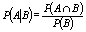 P(A|B) = P(A ∩ B) / P(B)